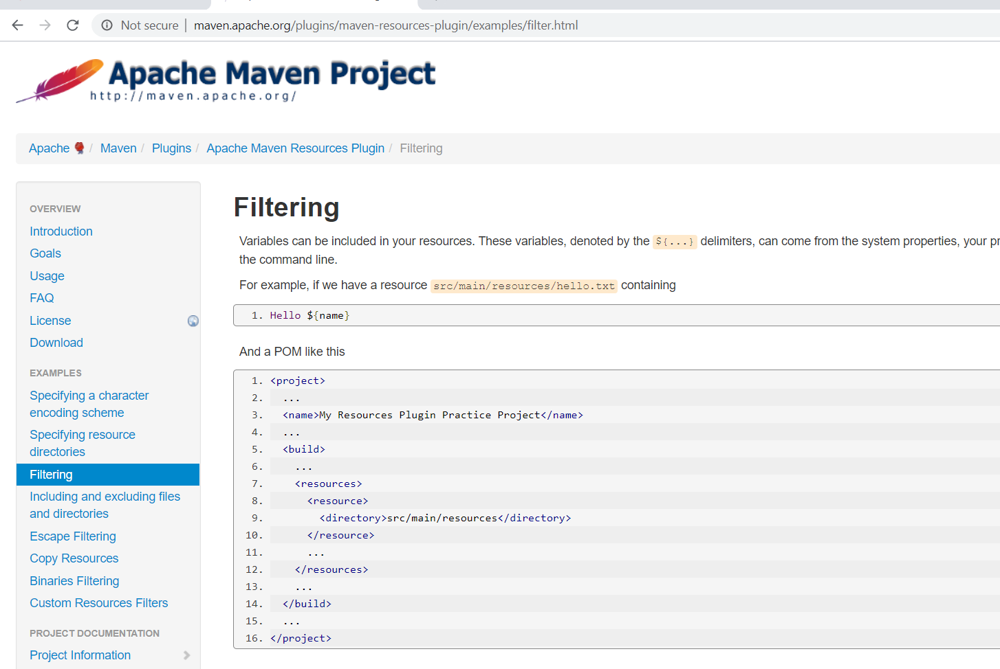 Not secure | maven.apache.org/plugins/maven-resources-plugin/examples/filter.html
Apache Maven Project
http://maven.apache.org/
Apache / Maven / Plugins / Apache Maven Resources Plugin / Filtering
OVERVIEW
Introduction
Goals
Usage
FAQ
License
Download
EXAMPLES
Specifying a character
encoding scheme
Specifying resource
directories
Filtering
Including and excluding files
and directories
Escape Filtering
Copy Resources
Binaries Filtering
Custom Resources Filters
PROJECT DOCUMENTATION
Project Information
Filtering
Variables can be included in your resources. These variables, denoted by the ${...} delimiters, can come from the system properties, your
the command line.
For example, if we have a resource src/main/resources/hello.txt containing
1. Hello ${name}
And a POM like this
1. <project>
2.   ...
3.   <name>My Resources Plugin Practice Project</name>
4.   ...
5.   <build>
6.     ...
7.     <resources>
8.       <resource>
9.         <directory>src/main/resources</directory>
10.       </resource>
11.       ...
12.     </resources>
13.     ...
14.   </build>
15.   ...
16. </project>